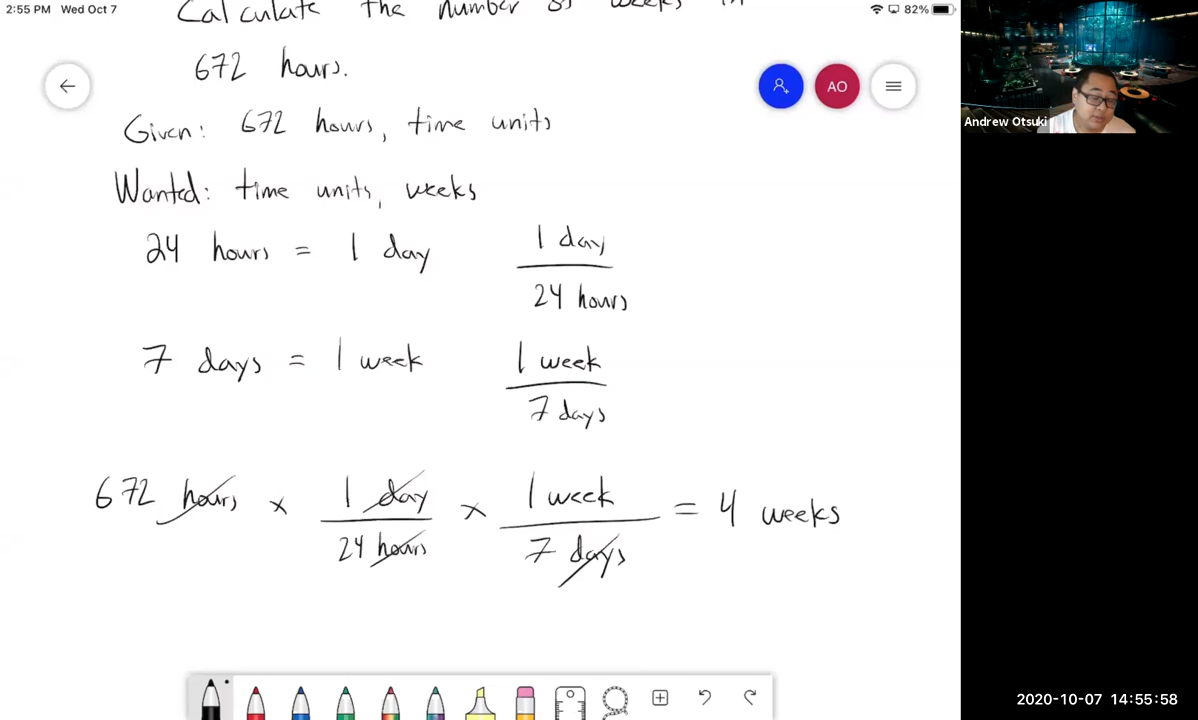 2:55 PM Wed Oct 7
82%
Calculate the number of weeks in
672 hours.
AO
Andrew Otsuki
Given: 672 hours, time units
Wanted: time units, weeks
24 hours = 1 day
1 day
24 hours
7 days = 1 week
1 week
7 days
672 hours x 1 day x 1 week = 4 weeks
24 hours 7 days
2020-10-07 14:55:58